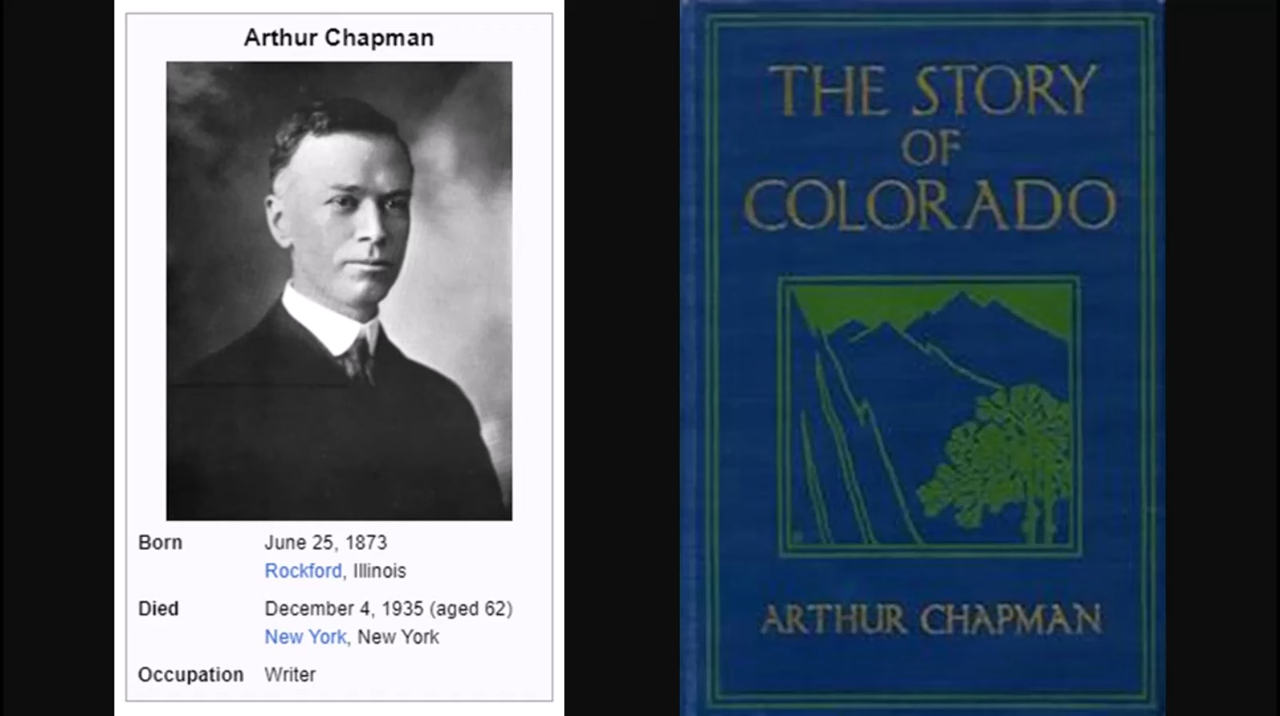 Arthur Chapman
Born June 25, 1873
Rockford, Illinois
Died December 4, 1935 (aged 62)
New York, New York
Occupation Writer
THE STORY
OF
COLORADO
ARTHUR CHAPMAN